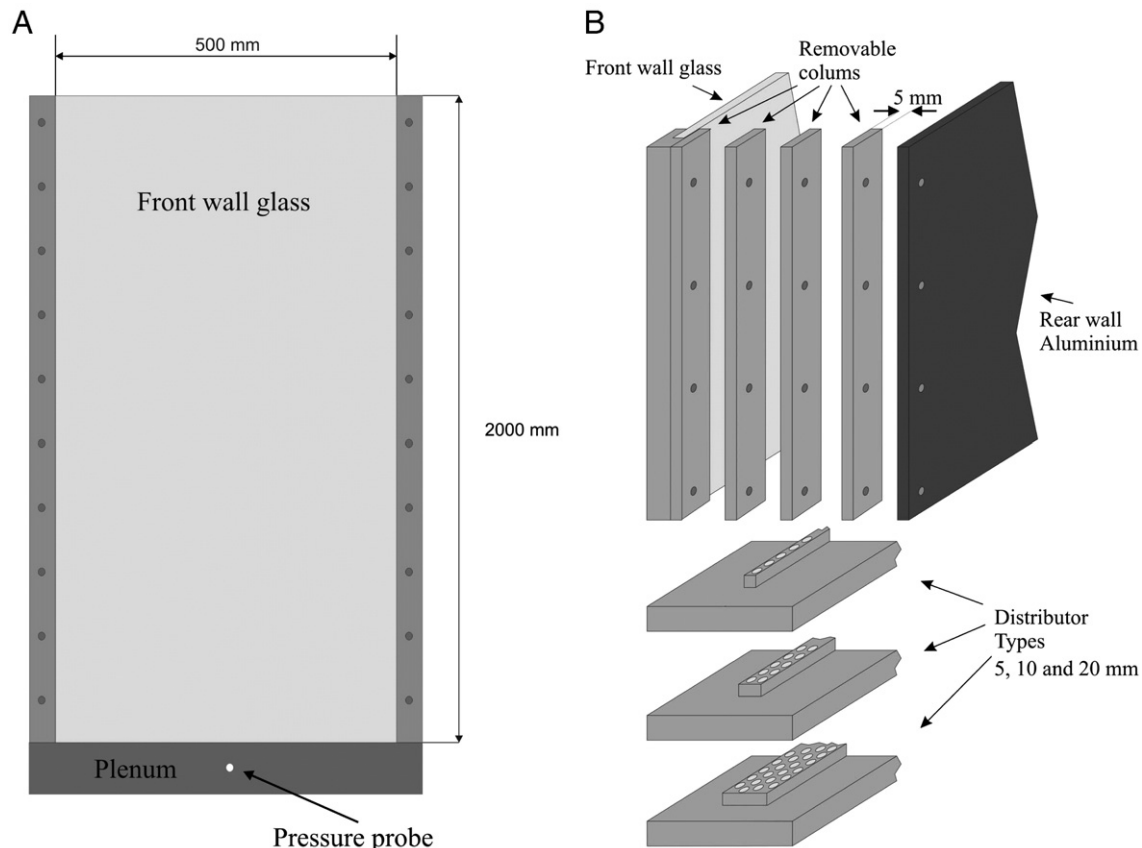 A
500 mm
Front wall glass
2000 mm
Plenum
Pressure probe
B
Removable
colums
Front wall glass
5 mm
Rear wall
Aluminium
Distributor
Types
5, 10 and 20 mm